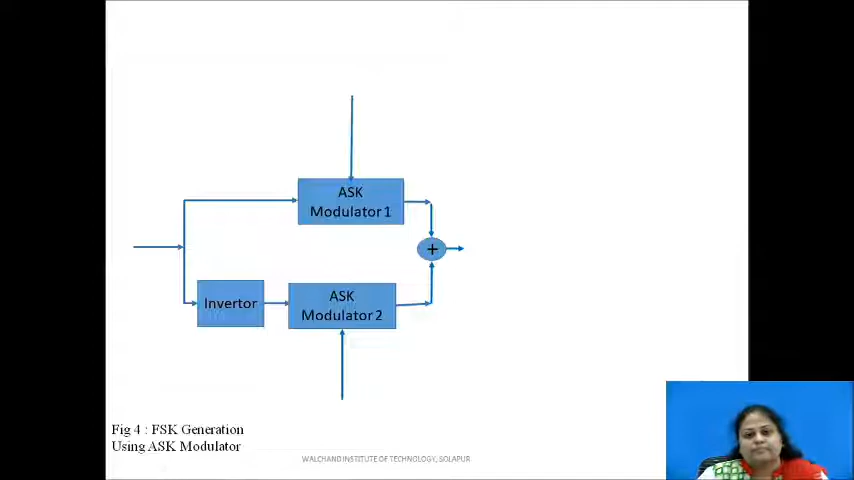 ASK
Modulator 1
+
Invertor
ASK
Modulator 2
Fig 4 : FSK Generation
Using ASK Modulator
WALCHAND INSTITUTE OF TECHNOLOGY, SOLAPUR